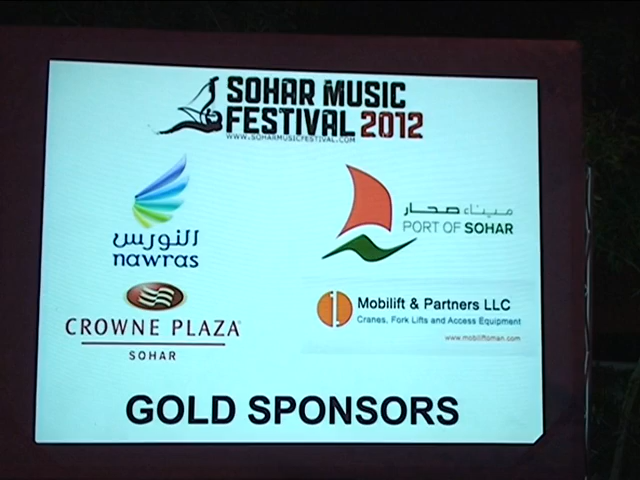 SOHAR MUSIC
FESTIVAL 2012
WWW.SOHARMUSICFESTIVAL.COM
النورس
nawras
ميناء صحار
PORT OF SOHAR
CROWNE PLAZA
SOHAR
Mobilift & Partners LLC
Cranes, Fork Lifts and Access Equipment
www.mobiliftoman.com
GOLD SPONSORS